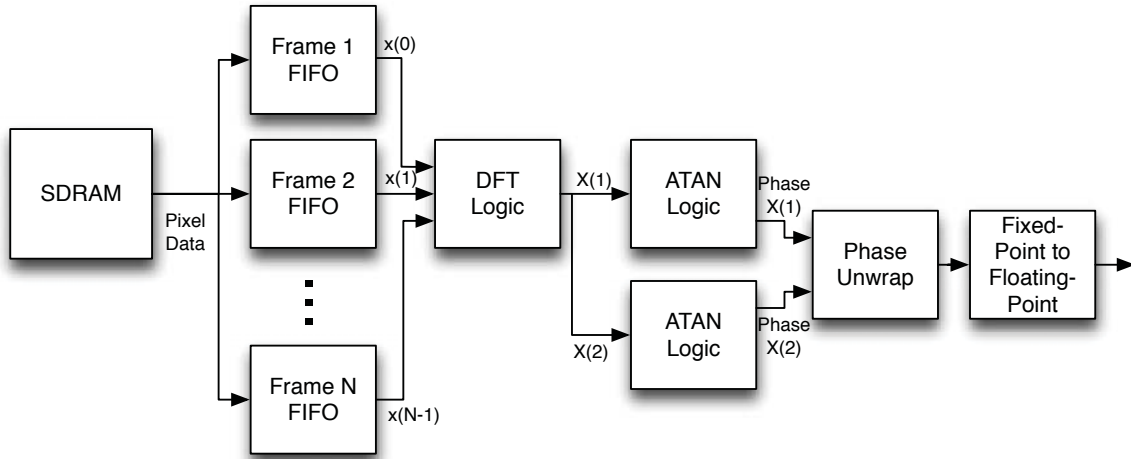 SDRAM
Pixel
Data
Frame 1
FIFO
x(0)
Frame 2
FIFO
x(1)
Frame N
FIFO
x(N-1)
DFT
Logic
X(1)
X(2)
ATAN
Logic
Phase
X(1)
ATAN
Logic
Phase
X(2)
Phase
Unwrap
Fixed-
Point to
Floating-
Point